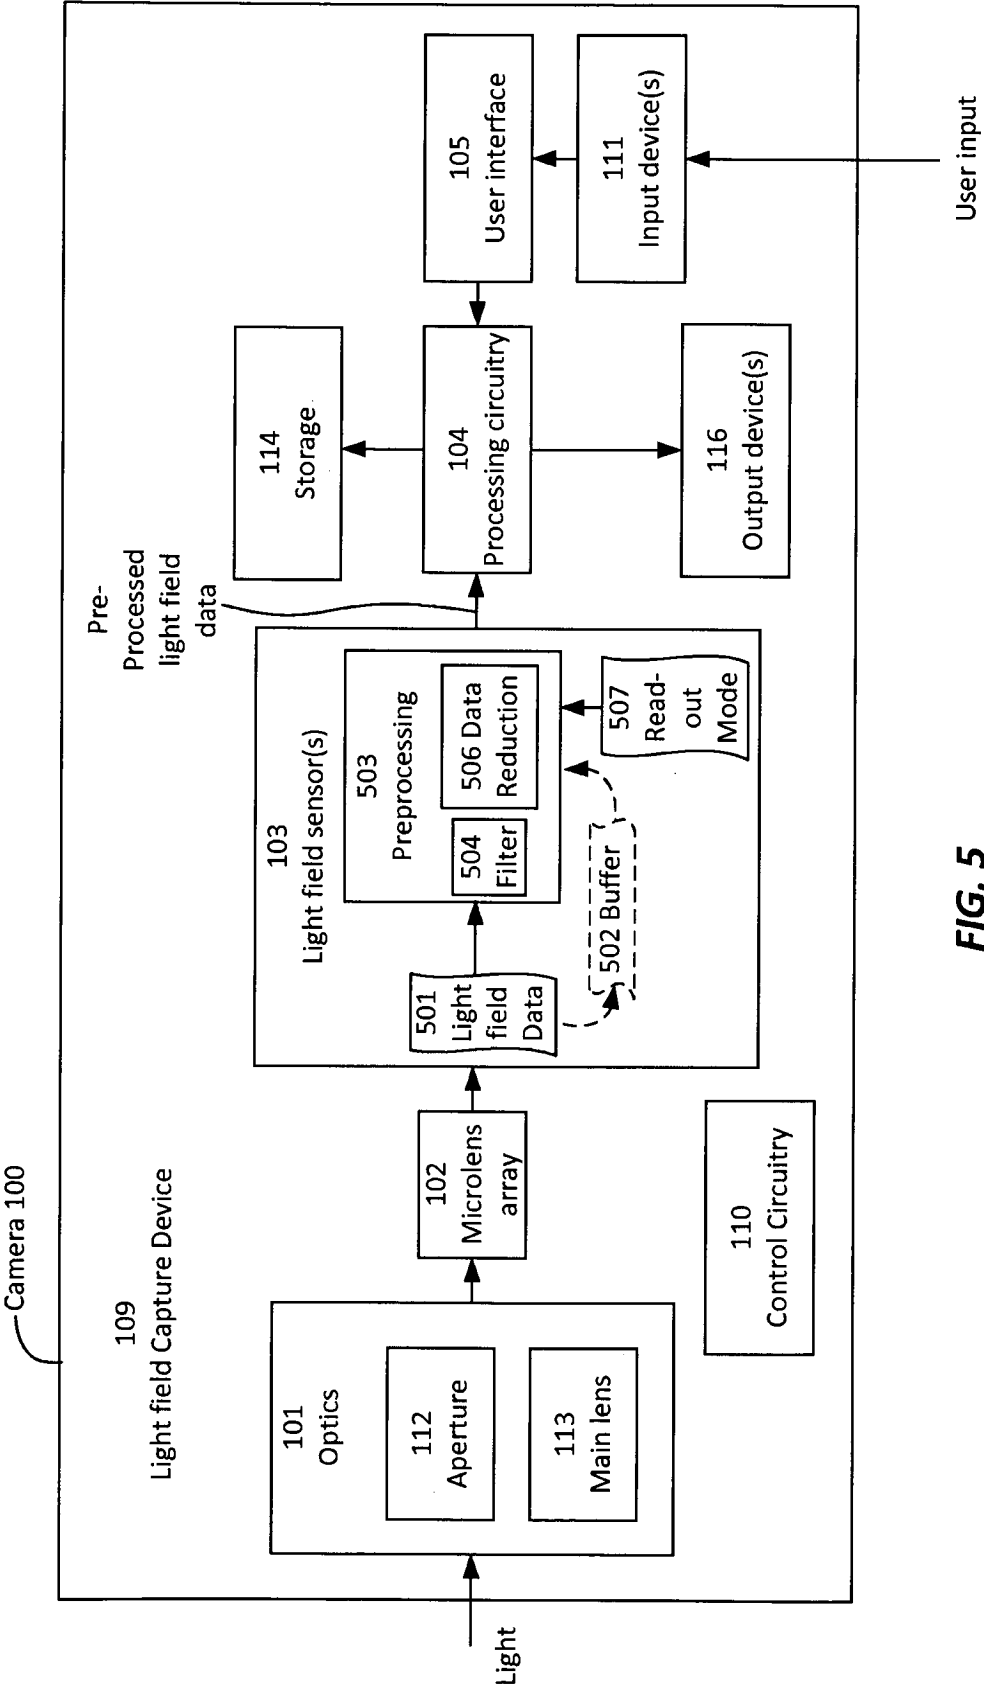 Camera 100
109
Light field Capture Device
Light
101
Optics
112
Aperture
113
Main lens
102
Microlens
array
110
Control Circuitry
103
Light field sensor(s)
501
Light
field
Data
502 Buffer
503
Preprocessing
504
Filter
506 Data
Reduction
507
Read-
out
Mode
Pre-
Processed
light field
data
114
Storage
104
Processing circuitry
116
Output device(s)
105
User interface
111
Input device(s)
User input
FIG. 5